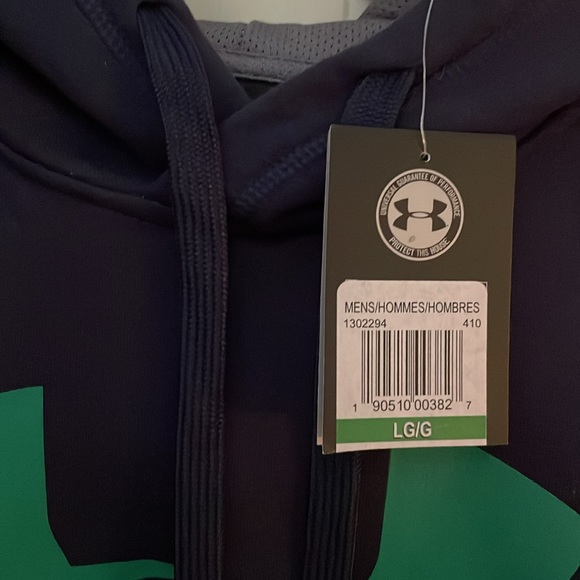 UNIVERSAL GUARANTEE OF PERFORMANCE
PROTECT THIS HOUSE.
MENS/HOMMES/HOMBRES
1302294 410
1 90510 00382 7
LG/G